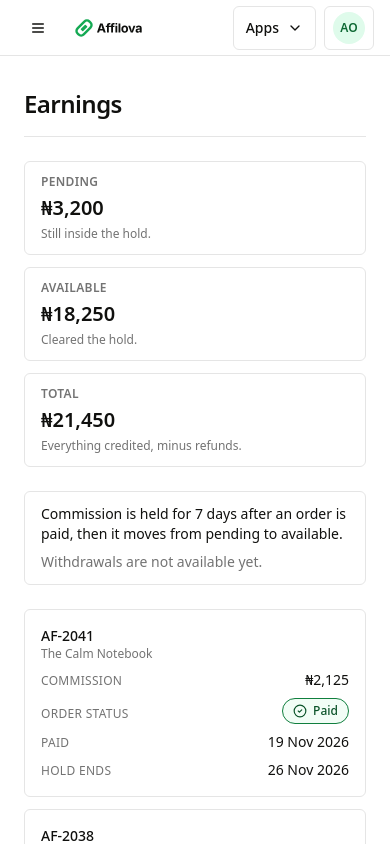 Affilova
Apps
AO
Earnings
PENDING
₦3,200
Still inside the hold.
AVAILABLE
₦18,250
Cleared the hold.
TOTAL
₦21,450
Everything credited, minus refunds.
Commission is held for 7 days after an order is
paid, then it moves from pending to available.
Withdrawals are not available yet.
AF-2041
The Calm Notebook
COMMISSION ₦2,125
ORDER STATUS Paid
PAID 19 Nov 2026
HOLD ENDS 26 Nov 2026
AF-2038